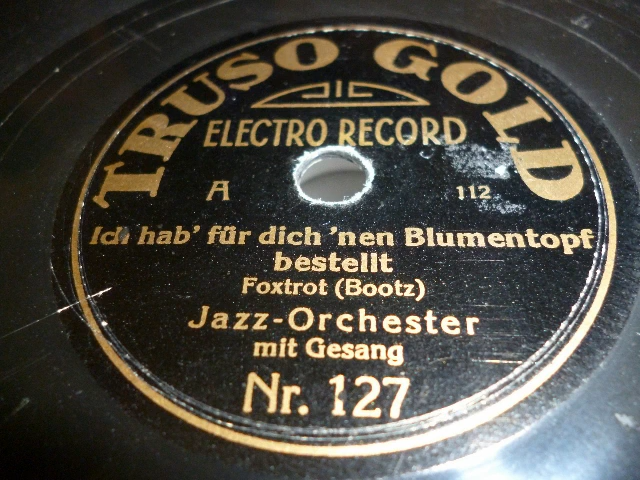 TRUSO GOLD
JIC
ELECTRO RECORD
A 112
Ich hab' für dich 'nen Blumentopf
bestellt
Foxtrot (Bootz)
Jazz-Orchester
mit Gesang
Nr. 127